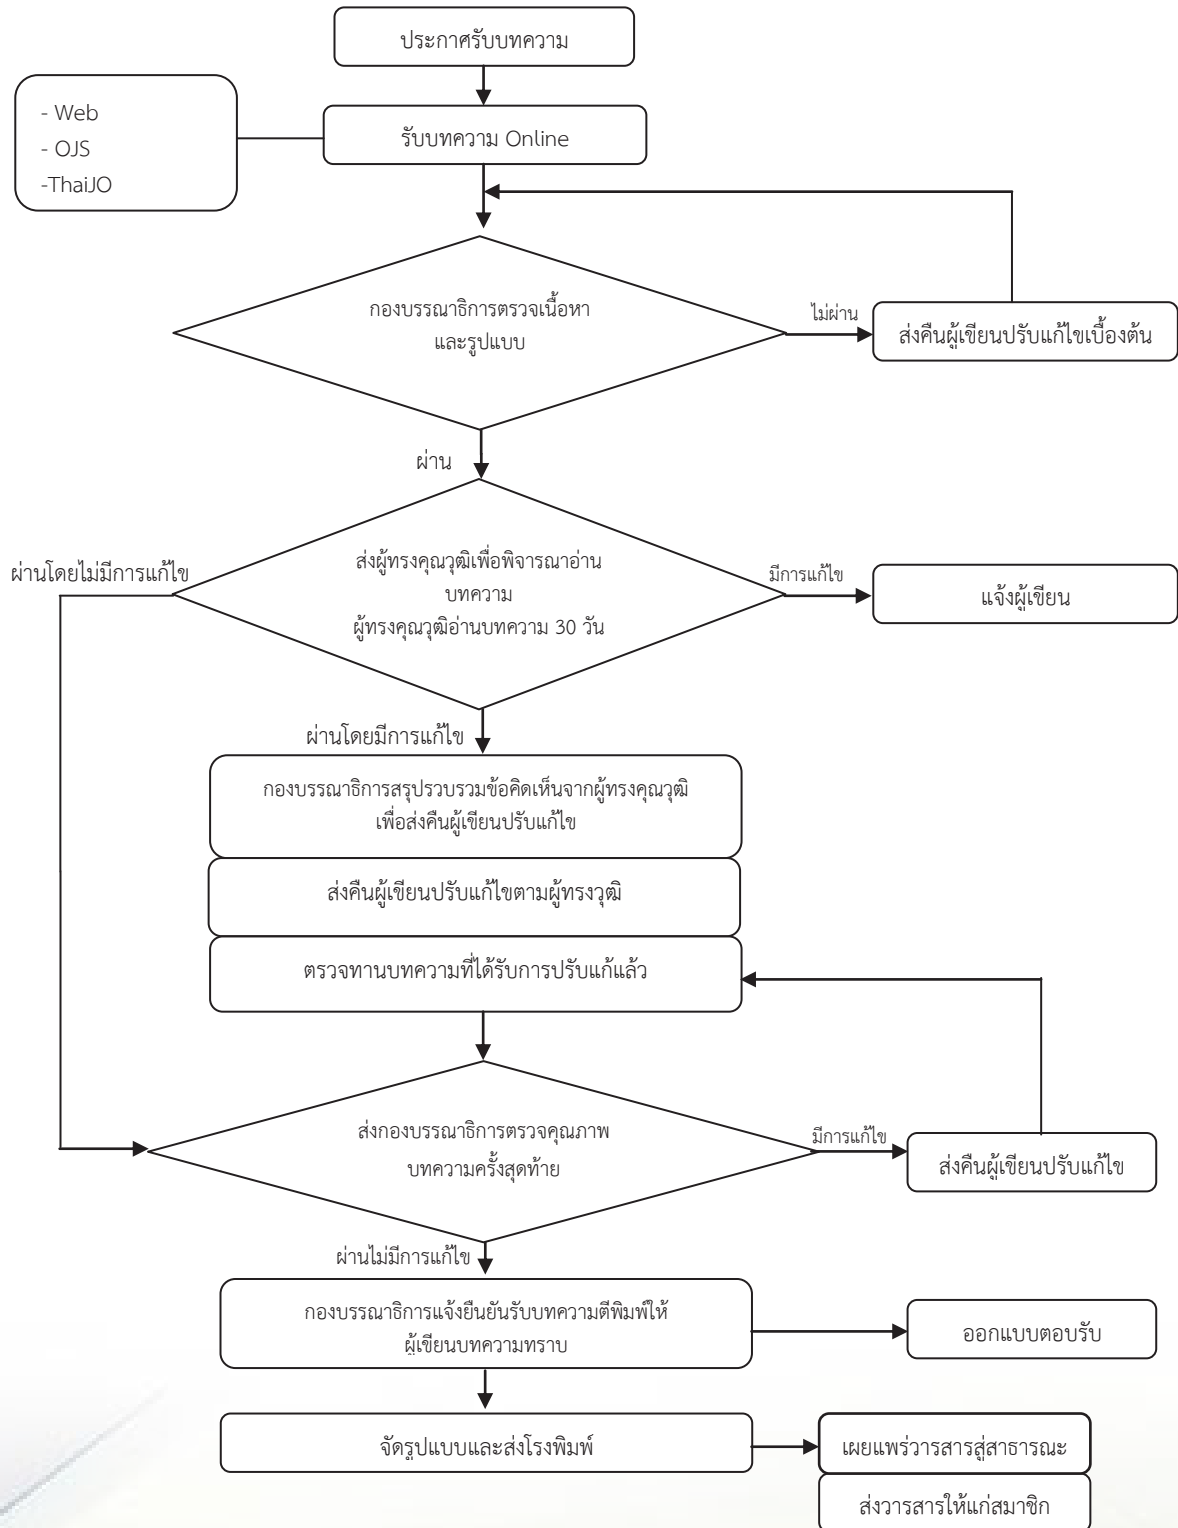 ประกาศรับบทความ
- Web
- OJS
-ThaiJO
รับบทความ Online
กองบรรณาธิการตรวจเนื้อหา
และรูปแบบ
ไม่ผ่าน
ส่งคืนผู้เขียนปรับแก้ไขเบื้องต้น
ผ่าน
ผ่านโดยไม่มีการแก้ไข
ส่งผู้ทรงคุณวุฒิเพื่อพิจารณาอ่าน
บทความ
ผู้ทรงคุณวุฒิอ่านบทความ 30 วัน
มีการแก้ไข
แจ้งผู้เขียน
ผ่านโดยมีการแก้ไข
กองบรรณาธิการสรุปรวบรวมข้อคิดเห็นจากผู้ทรงคุณวุฒิ
เพื่อส่งคืนผู้เขียนปรับแก้ไข
ส่งคืนผู้เขียนปรับแก้ไขตามผู้ทรงวุฒิ
ตรวจทานบทความที่ได้รับการปรับแก้แล้ว
ส่งกองบรรณาธิการตรวจคุณภาพ
บทความครั้งสุดท้าย
มีการแก้ไข
ส่งคืนผู้เขียนปรับแก้ไข
ผ่านไม่มีการแก้ไข
กองบรรณาธิการแจ้งยืนยันรับบทความตีพิมพ์ให้
ผู้เขียนบทความทราบ
ออกแบบตอบรับ
จัดรูปแบบและส่งโรงพิมพ์
เผยแพร่วารสารสู่สาธารณะ
ส่งวารสารให้แก่สมาชิก